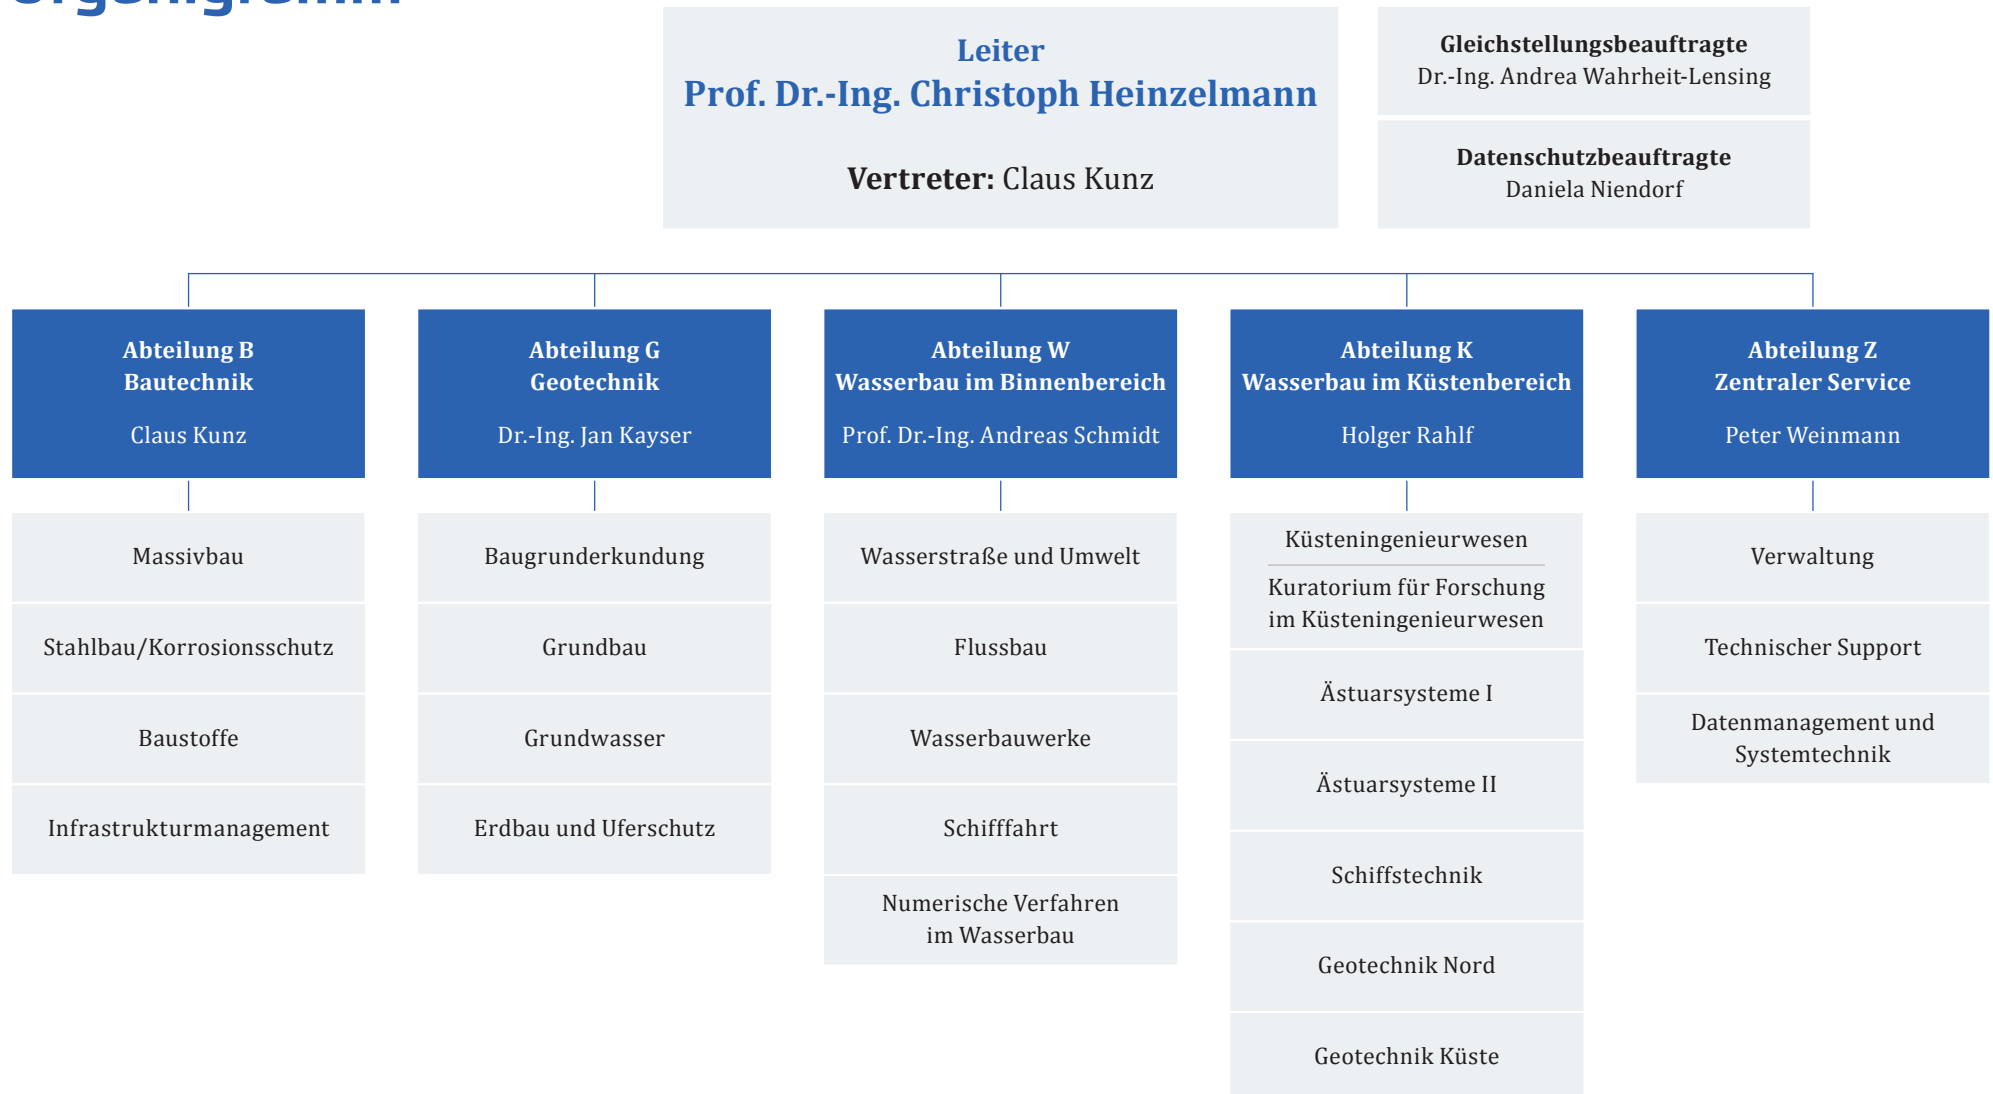 Leiter
Prof. Dr.-Ing. Christoph Heinzelmann
Vertreter: Claus Kunz
Gleichstellungsbeauftragte
Dr.-Ing. Andrea Wahrheit-Lensing
Datenschutzbeauftragte
Daniela Niendorf
Abteilung B
Bautechnik
Claus Kunz
Massivbau
Stahlbau/Korrosionsschutz
Baustoffe
Infrastrukturmanagement
Abteilung G
Geotechnik
Dr.-Ing. Jan Kayser
Baugrunderkundung
Grundbau
Grundwasser
Erdbau und Uferschutz
Abteilung W
Wasserbau im Binnenbereich
Prof. Dr.-Ing. Andreas Schmidt
Wasserstraße und Umwelt
Flussbau
Wasserbauwerke
Schifffahrt
Numerische Verfahren
im Wasserbau
Abteilung K
Wasserbau im Küstenbereich
Holger Rahlf
Küsteningenieurwesen
Kuratorium für Forschung
im Küsteningenieurwesen
Ästuarsysteme I
Ästuarsysteme II
Schiffstechnik
Geotechnik Nord
Geotechnik Küste
Abteilung Z
Zentraler Service
Peter Weinmann
Verwaltung
Technischer Support
Datenmanagement und
Systemtechnik